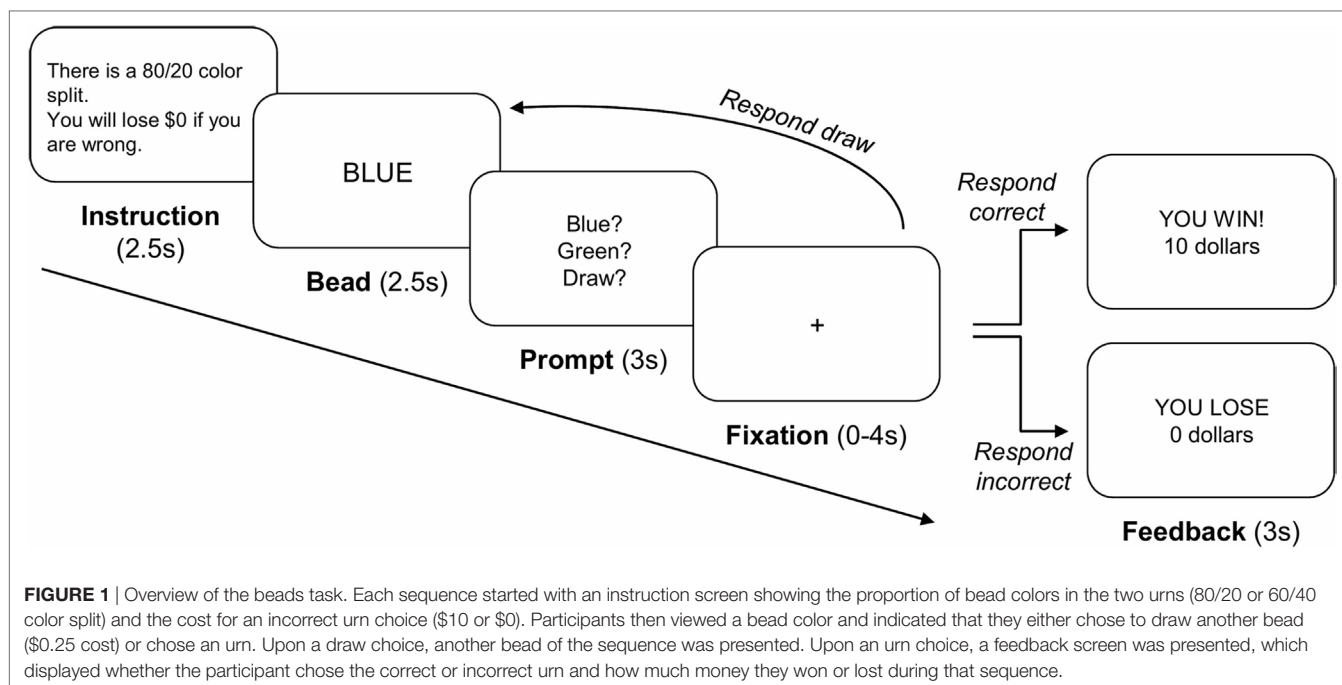 There is a 80/20 color
split.
You will lose $0 if you
are wrong.
Instruction
(2.5s)
BLUE
Bead (2.5s)
Blue?
Green?
Draw?
Prompt (3s)
+
Fixation (0-4s)
Respond draw
Respond
correct
YOU WIN!
10 dollars
Respond
incorrect
YOU LOSE
0 dollars
Feedback (3s)
FIGURE 1 | Overview of the beads task. Each sequence started with an instruction screen showing the proportion of bead colors in the two urns (80/20 or 60/40
color split) and the cost for an incorrect urn choice ($10 or $0). Participants then viewed a bead color and indicated that they either chose to draw another bead
($0.25 cost) or chose an urn. Upon a draw choice, another bead of the sequence was presented. Upon an urn choice, a feedback screen was presented, which
displayed whether the participant chose the correct or incorrect urn and how much money they won or lost during that sequence.